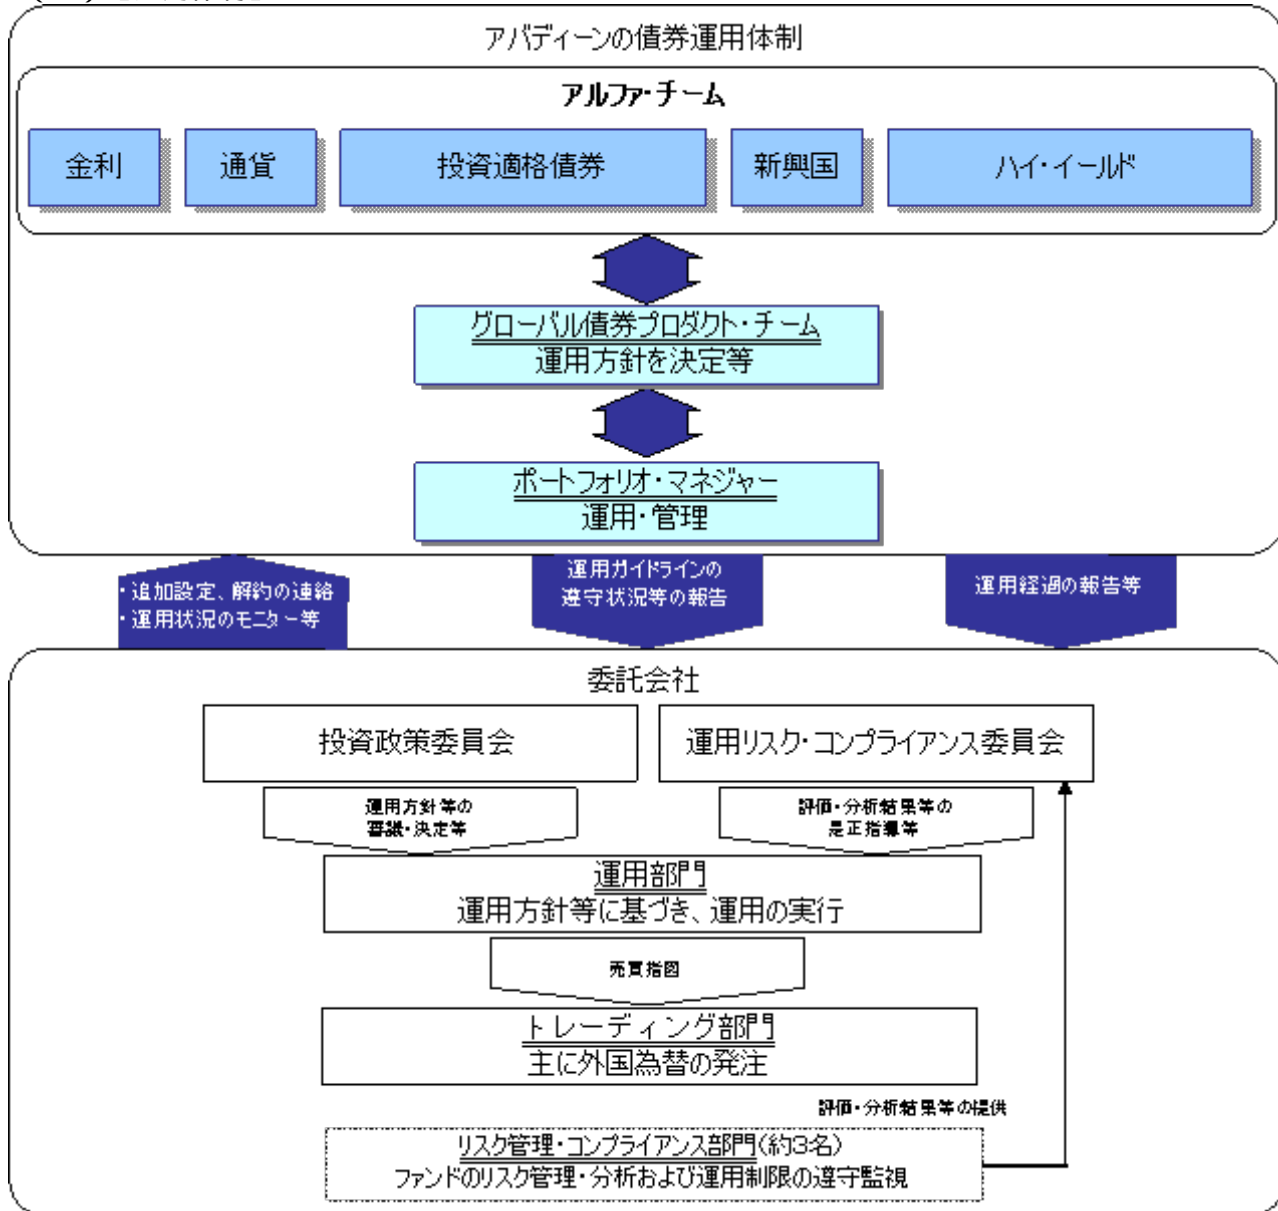 アバディーンの債券運用体制
アルファ・チーム
金利
通貨
投資適格債券
新興国
ハイ・イールド
グローバル債券プロダクト・チーム
運用方針を決定等
ポートフォリオ・マネジャー
運用・管理
・追加設定、解約の連絡
・運用状況のモニター等
運用ガイドラインの
遵守状況等の報告
運用経過の報告等
委託会社
投資政策委員会
運用リスク・コンプライアンス委員会
運用方針等の
審議・決定等
評価・分析結果等の
是正指導等
運用部門
運用方針等に基づき、運用の実行
売買指図
トレーディング部門
主に外国為替の発注
評価・分析結果等の提供
リスク管理・コンプライアンス部門(約3名)
ファンドのリスク管理・分析および運用制限の遵守監視